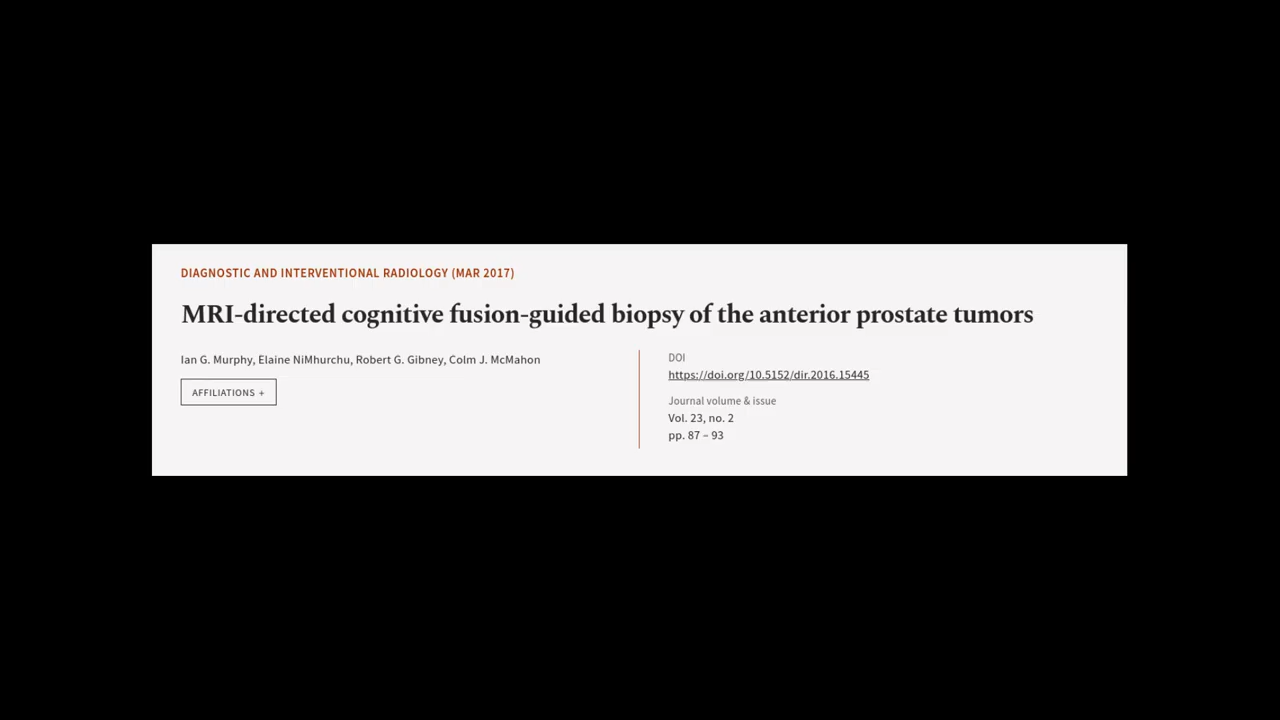 DIAGNOSTIC AND INTERVENTIONAL RADIOLOGY (MAR 2017)
MRI-directed cognitive fusion-guided biopsy of the anterior prostate tumors
Ian G. Murphy, Elaine NiMhurchu, Robert G. Gibney, Colm J. McMahon
AFFILIATIONS +
DOI
https://doi.org/10.5152/dir.2016.15445
Journal volume & issue
Vol. 23, no. 2
pp. 87 – 93